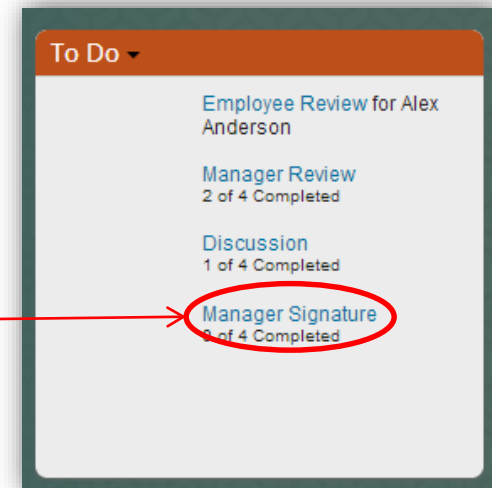 To Do
Employee Review for Alex
Anderson
Manager Review
2 of 4 Completed
Discussion
1 of 4 Completed
Manager Signature
of 4 Completed